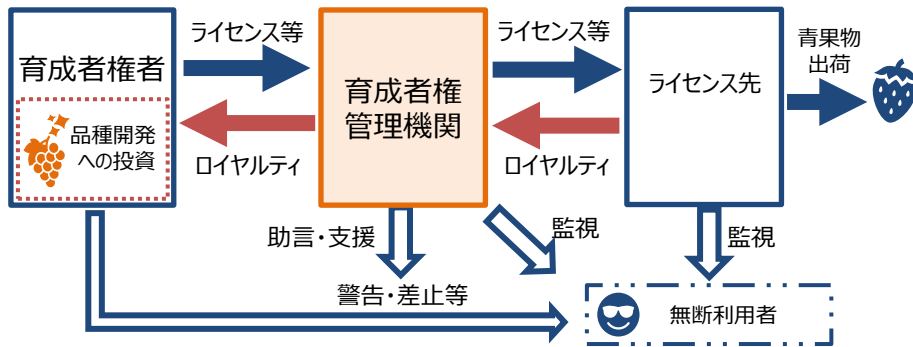 育成者権者
品種開発
への投資
ライセンス等
ロイヤルティ
育成者権
管理機関
ライセンス等
ロイヤルティ
ライセンス先
青果物
出荷
助言・支援
監視
監視
警告・差止等
無断利用者